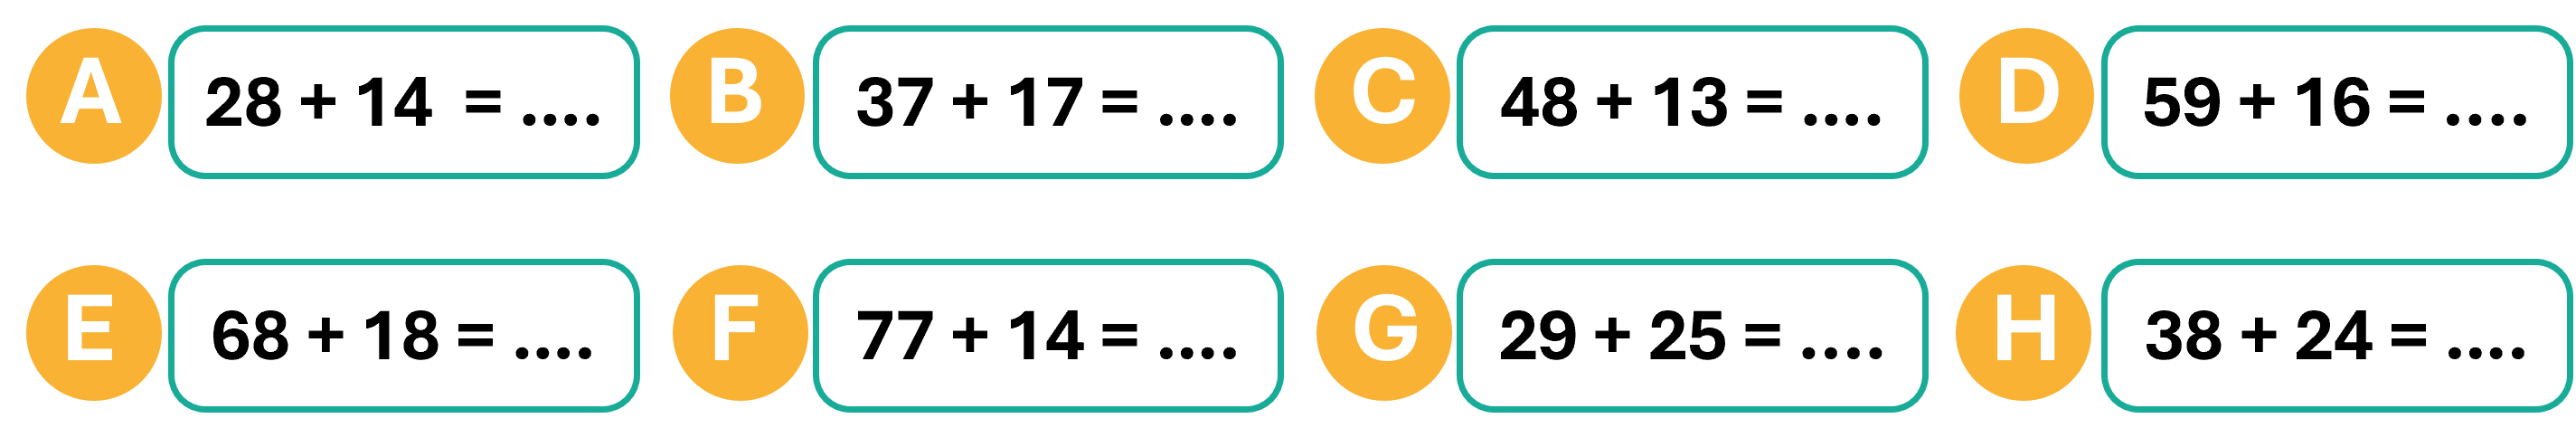 A 28 + 14 = .... B 37 + 17 = .... C 48 + 13 = .... D 59 + 16 = ....
E 68 + 18 = .... F 77 + 14 = .... G 29 + 25 = .... H 38 + 24 = ....